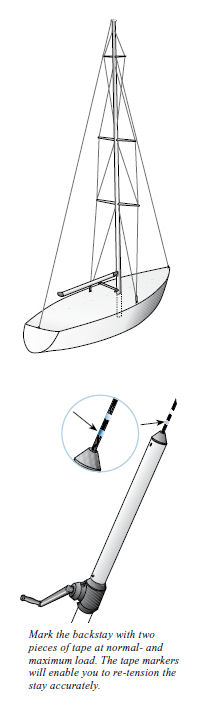 Mark the backstay with two
pieces of tape at normal- and
maximum load. The tape markers
will enable you to re-tension the
stay accurately.